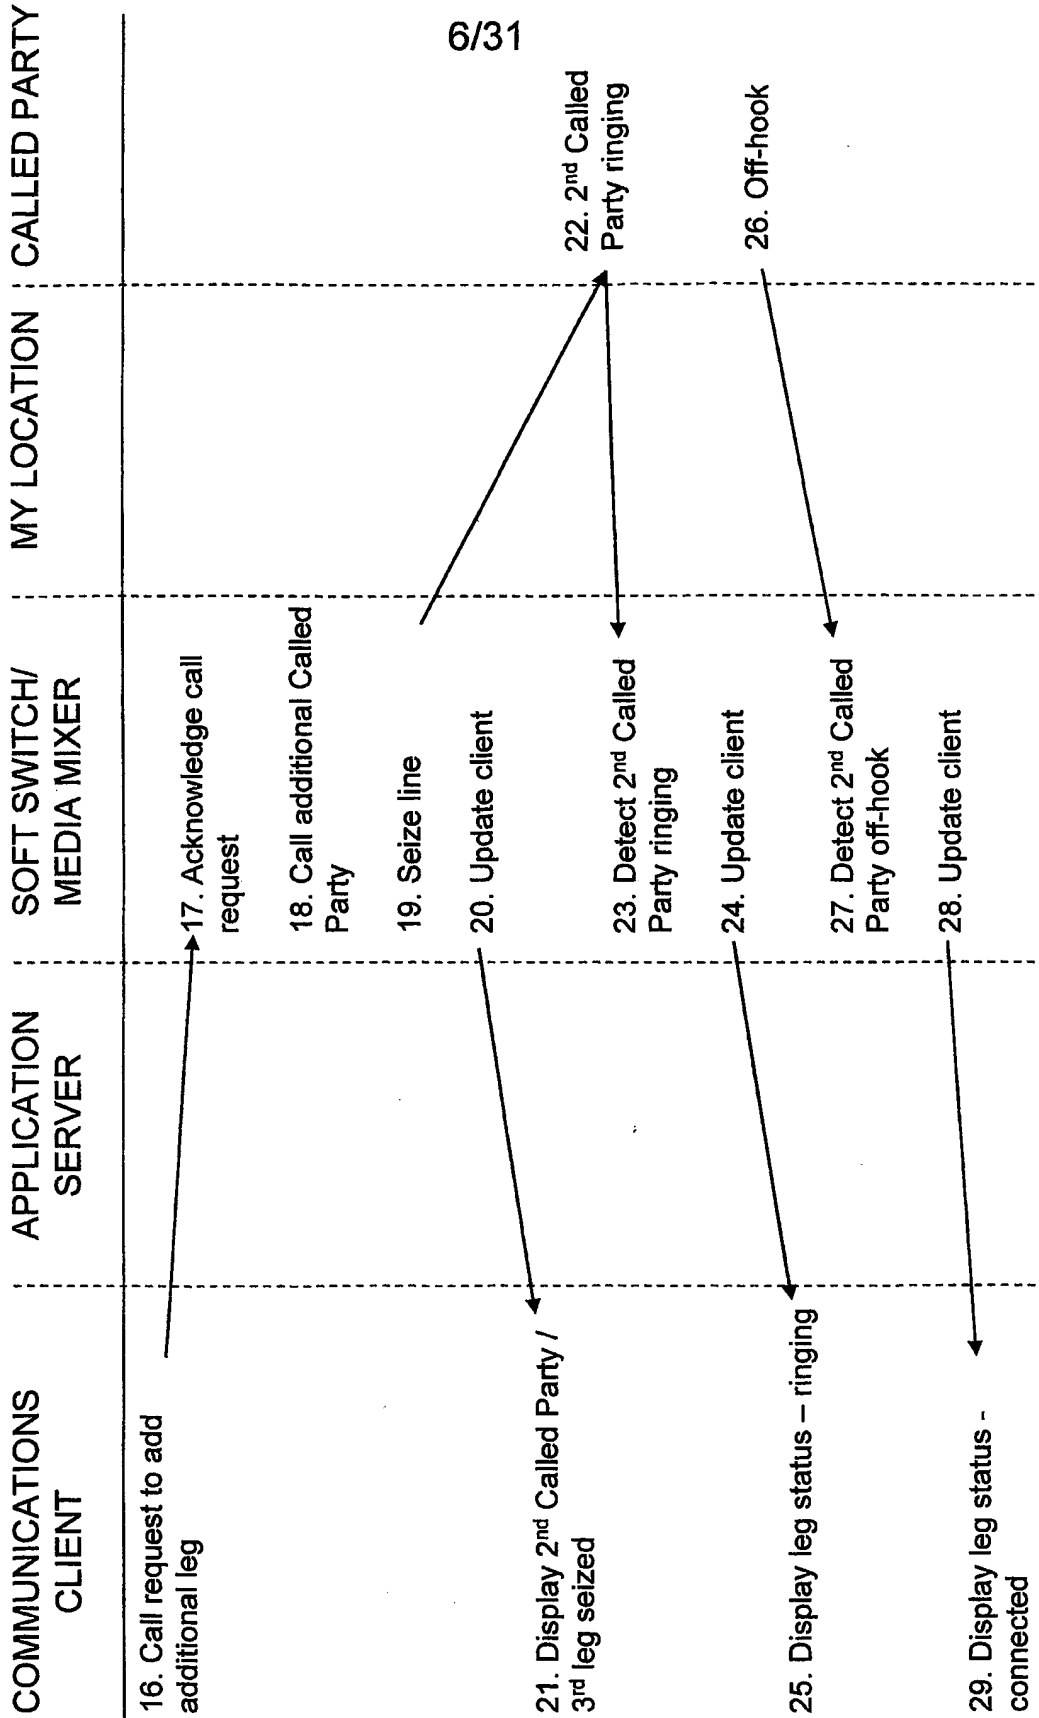 6/31
COMMUNICATIONS
CLIENT
APPLICATION
SERVER
SOFT SWITCH/
MEDIA MIXER
MY LOCATION
CALLED PARTY
16. Call request to add
additional leg
17. Acknowledge call
request
18. Call additional Called
Party
19. Seize line
20. Update client
21. Display 2nd Called Party /
3rd leg seized
22. 2nd Called
Party ringing
23. Detect 2nd Called
Party ringing
24. Update client
25. Display leg status – ringing
26. Off-hook
27. Detect 2nd Called
Party off-hook
28. Update client
29. Display leg status -
connected